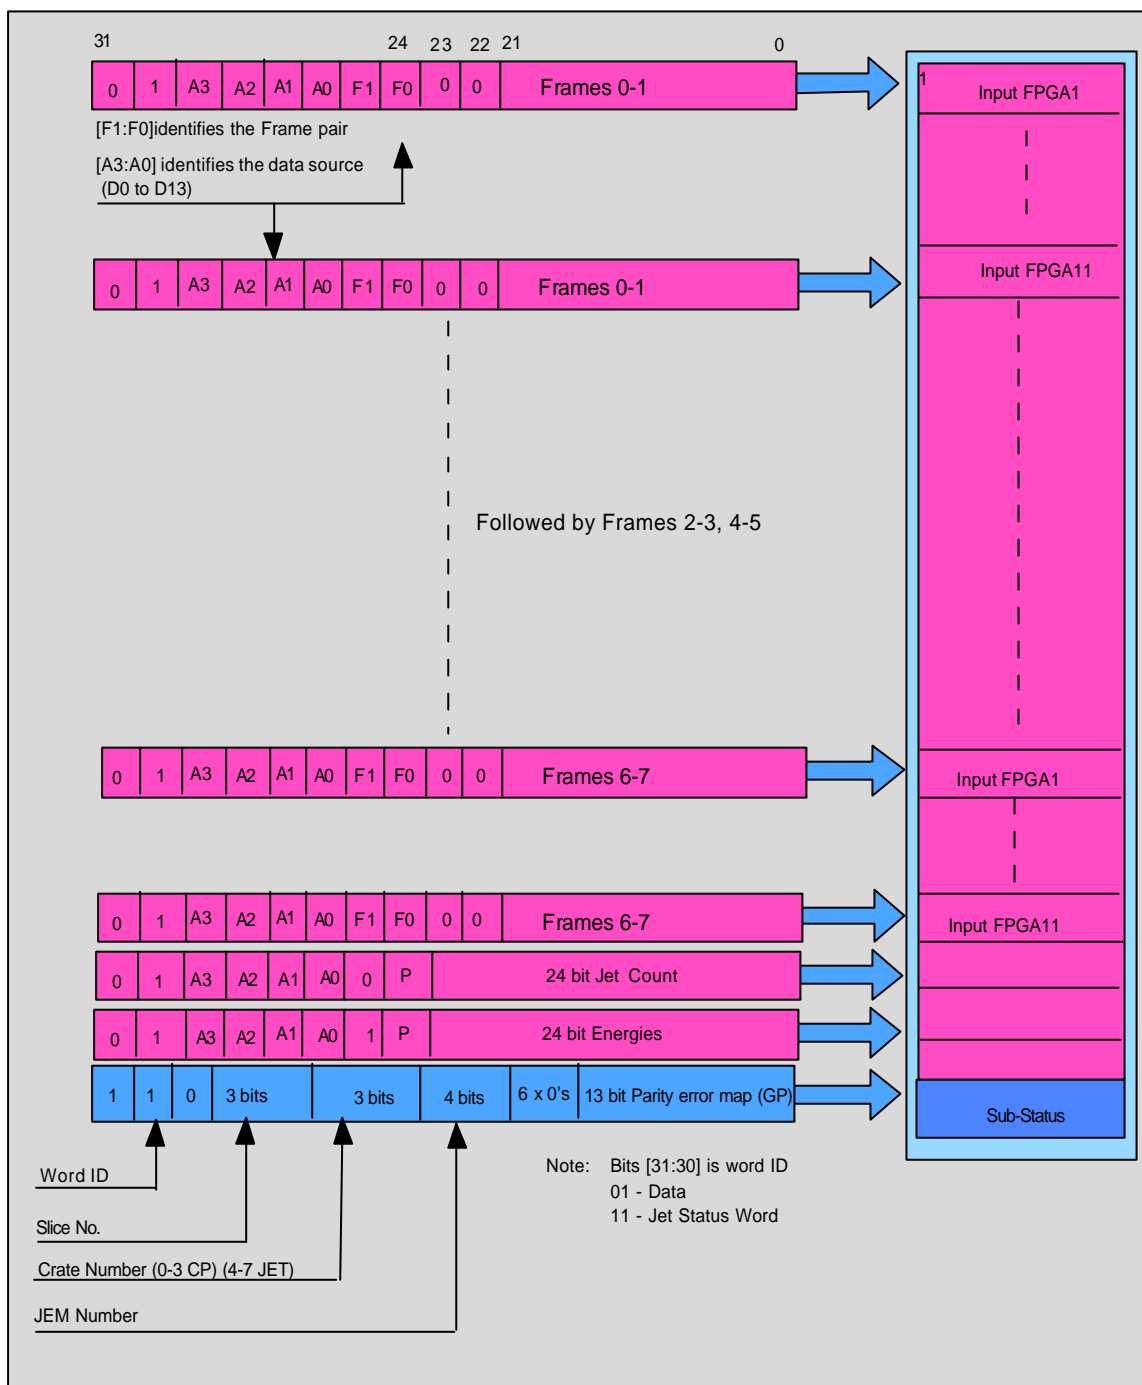 31 24 23 22 21 0
0 1 A3 A2 A1 A0 F1 F0 0 0 Frames 0-1
1
Input FPGA1
[F1:F0]identifies the Frame pair
[A3:A0] identifies the data source
(D0 to D13)
0 1 A3 A2 A1 A0 F1 F0 0 0 Frames 0-1
Input FPGA11
Followed by Frames 2-3, 4-5
0 1 A3 A2 A1 A0 F1 F0 0 0 Frames 6-7
Input FPGA1
0 1 A3 A2 A1 A0 F1 F0 0 0 Frames 6-7
Input FPGA11
0 1 A3 A2 A1 A0 0 P 24 bit Jet Count
0 1 A3 A2 A1 A0 1 P 24 bit Energies
1 1 0 3 bits 3 bits 4 bits 6 x 0's 13 bit Parity error map (GP)
Sub-Status
Word ID
Slice No.
Crate Number (0-3 CP) (4-7 JET)
JEM Number
Note: Bits [31:30] is word ID
01 - Data
11 - Jet Status Word